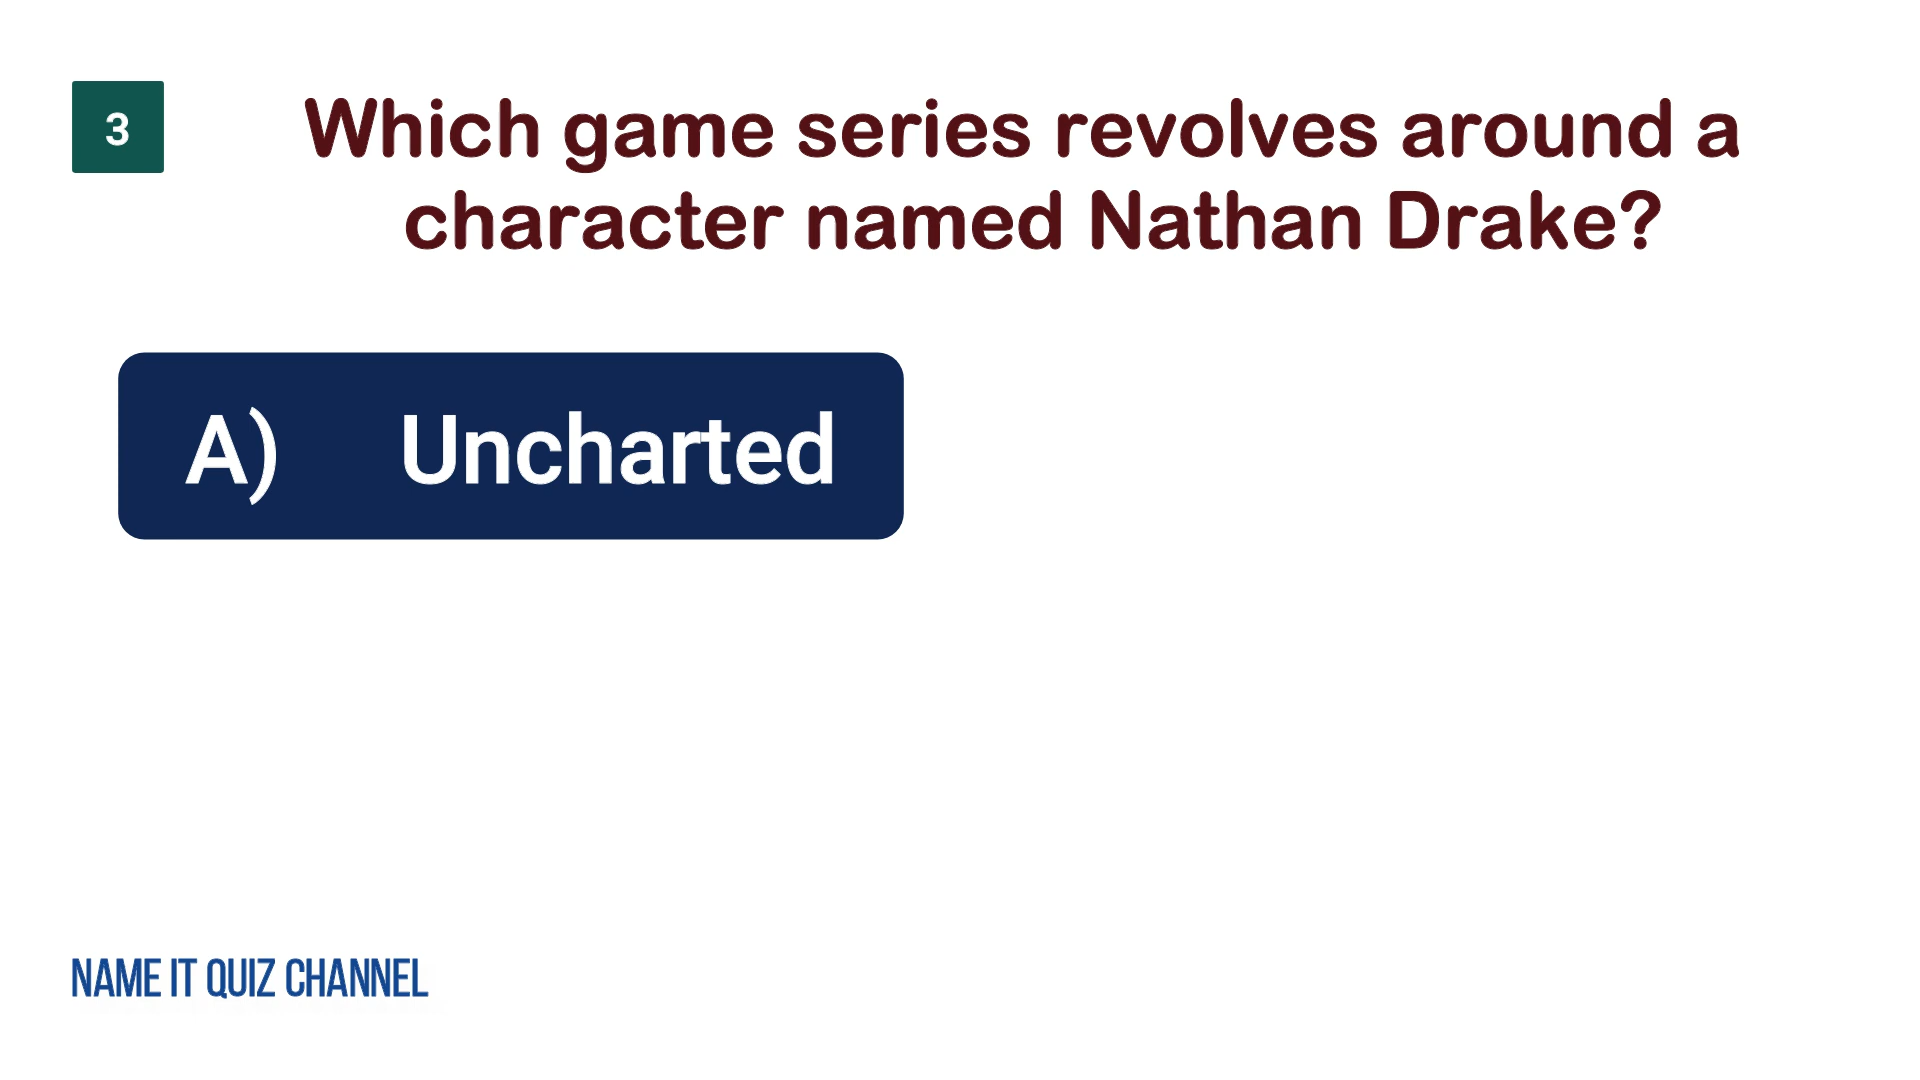 3
Which game series revolves around a
character named Nathan Drake?
A) Uncharted
NAME IT QUIZ CHANNEL